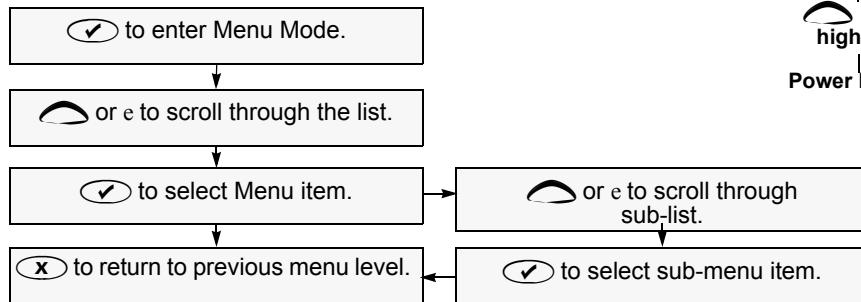 ✔ to enter Menu Mode.
or e to scroll through the list.
✔ to select Menu item.
or e to scroll through
sub-list.
x to return to previous menu level.
✔ to select sub-menu item.
high
Power